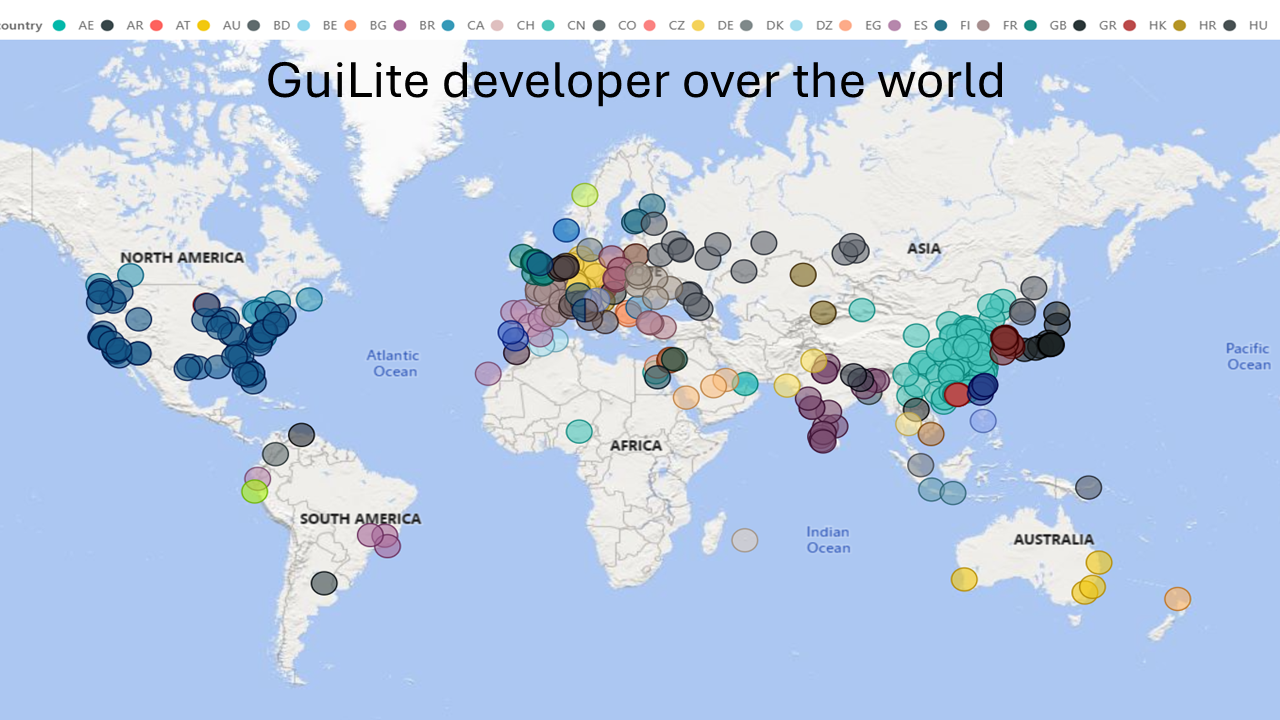 ountry AE AR AT AU BD BE BG BR CA CH CN CO CZ DE DK DZ EG ES FI FR GB GR HK HR HU
GuiLite developer over the world
NORTH AMERICA
ASIA
Atlantic
Ocean
Pacific
Ocean
AFRICA
SOUTH AMERICA
Indian
Ocean
AUSTRALIA